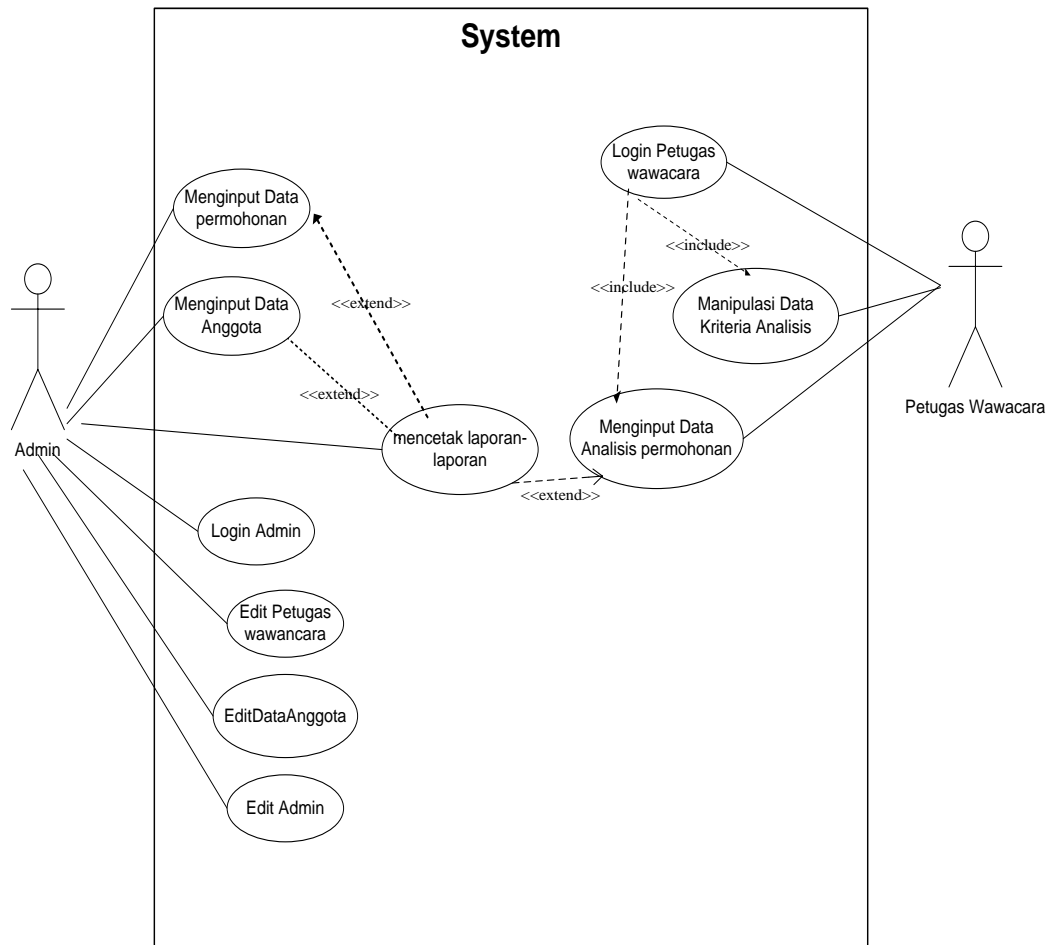 System
Login Petugas
wawacara
Menginput Data
permohonan
<<include>>
<<include>>
Menginput Data
Anggota
<<extend>>
Manipulasi Data
Kriteria Analisis
<<extend>>
Petugas Wawacara
Admin
mencetak laporan-
laporan
Menginput Data
Analisis permohonan
<<extend>>
Login Admin
Edit Petugas
wawancara
EditDataAnggota
Edit Admin